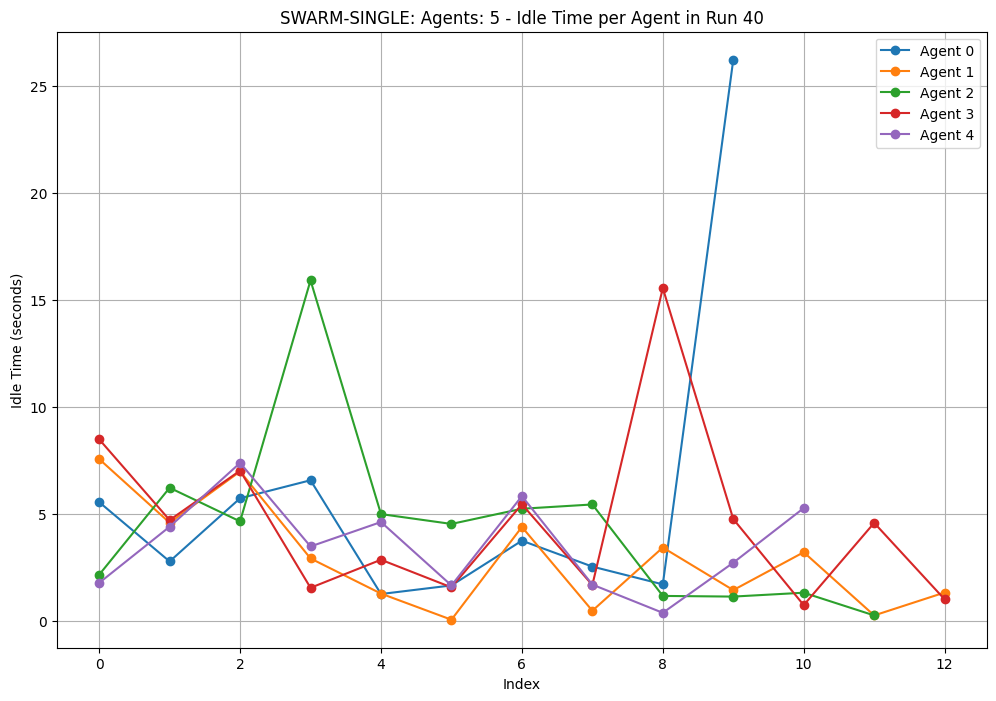 SWARM-SINGLE: Agents: 5 - Idle Time per Agent in Run 40
Agent 0
Agent 1
Agent 2
Agent 3
Agent 4
Idle Time (seconds)
25
20
15
10
5
0
0 2 4 6 8 10 12
Index